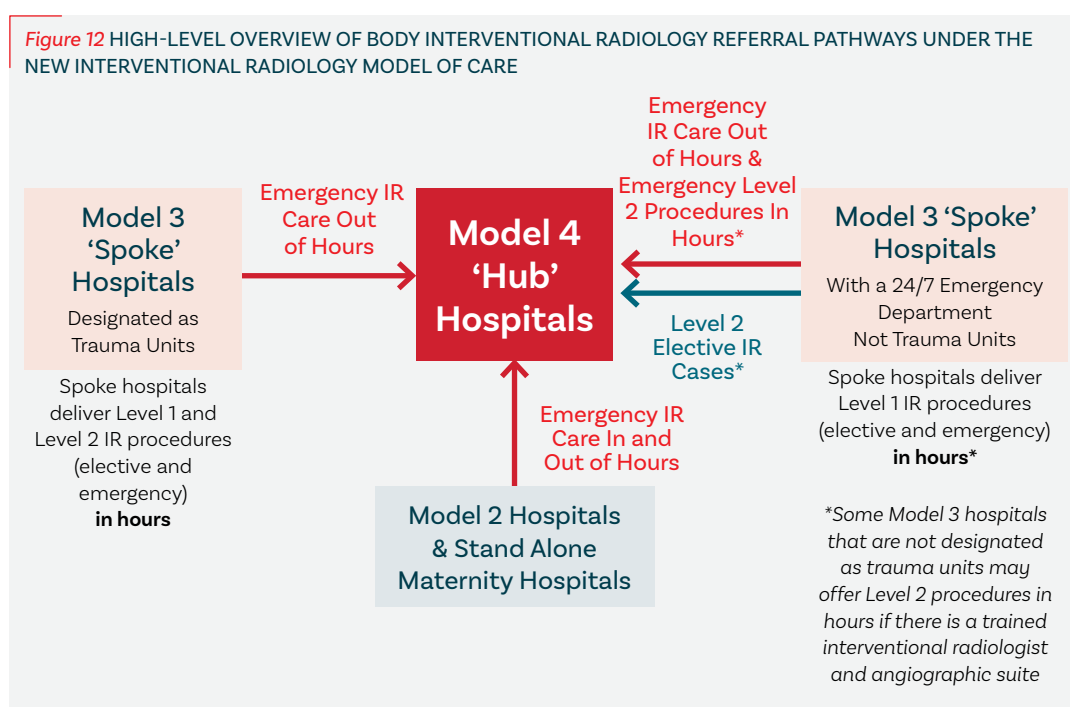 Figure 12 HIGH-LEVEL OVERVIEW OF BODY INTERVENTIONAL RADIOLOGY REFERRAL PATHWAYS UNDER THE
NEW INTERVENTIONAL RADIOLOGY MODEL OF CARE
Model 3
‘Spoke’
Hospitals
Designated as
Trauma Units
Spoke hospitals
deliver Level 1 and
Level 2 IR procedures
(elective and
emergency)
in hours
Emergency IR
Care Out
of Hours
Model 4
‘Hub’
Hospitals
Emergency
IR Care Out
of Hours &
Emergency Level
2 Procedures In
Hours*
Level 2
Elective IR
Cases*
Model 3 ‘Spoke’
Hospitals
With a 24/7 Emergency
Department
Not Trauma Units
Spoke hospitals deliver
Level 1 IR procedures
(elective and emergency)
in hours*
*Some Model 3 hospitals
that are not designated
as trauma units may
offer Level 2 procedures in
hours if there is a trained
interventional radiologist
and angiographic suite
Emergency IR
Care In and
Out of Hours
Model 2 Hospitals
& Stand Alone
Maternity Hospitals